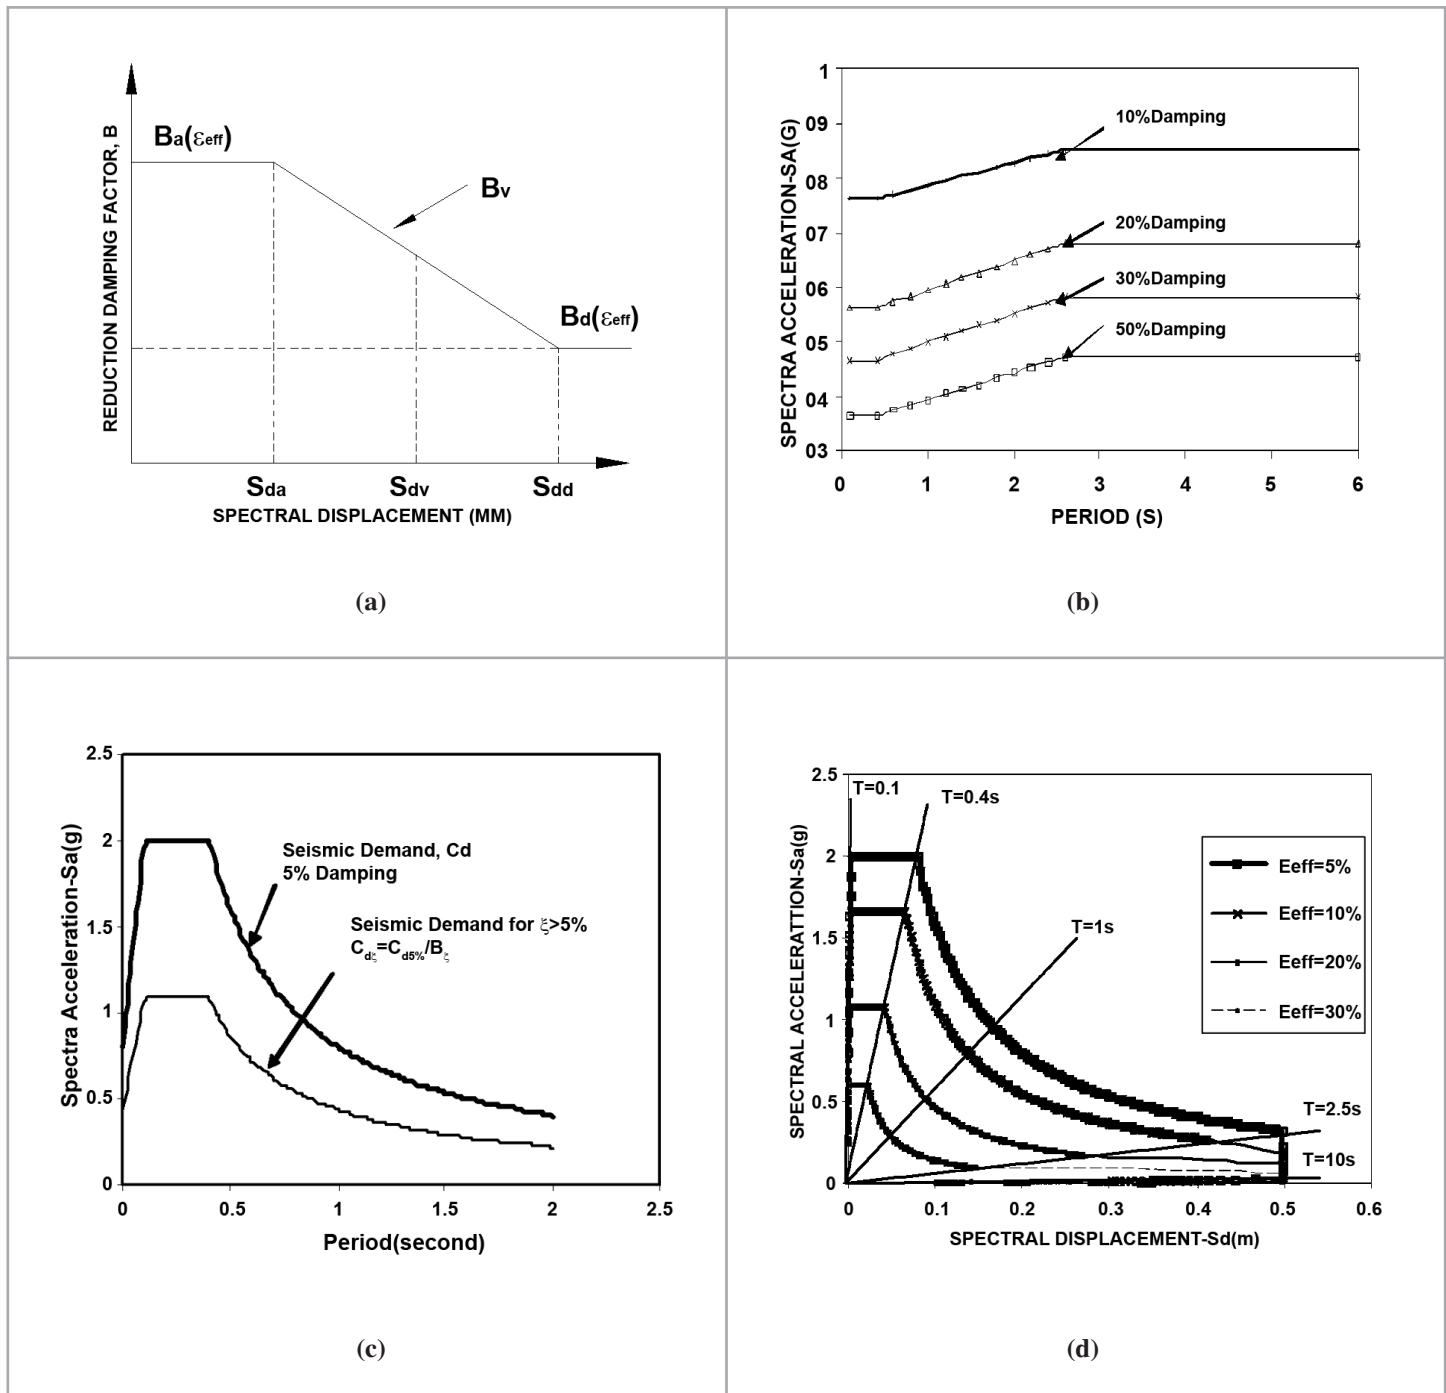 REDUCTION DAMPING FACTOR, B
Ba(εeff)
Bv
Bd(εeff)
Sda
Sdv
Sdd
SPECTRAL DISPLACEMENT (MM)
(a)
SPECTRA ACCELERATION-SA(G)
1
09
08
07
06
05
04
03
10%Damping
20%Damping
30%Damping
50%Damping
0 1 2 3 4 5 6
PERIOD (S)
(b)
Spectra Acceleration-Sa(g)
2.5
2
1.5
1
0.5
0
Seismic Demand, Cd
5% Damping
Seismic Demand for ξ>5%
Cdξ=Cd5%/Bξ
0 0.5 1 1.5 2 2.5
Period(second)
(c)
SPECTRAL ACCELERATTION-Sa(g)
2.5
2
1.5
1
0.5
0
T=0.1
T=0.4s
T=1s
T=2.5s
T=10s
Eeff=5%
Eeff=10%
Eeff=20%
Eeff=30%
0 0.1 0.2 0.3 0.4 0.5 0.6
SPECTRAL DISPLACEMENT-Sd(m)
(d)